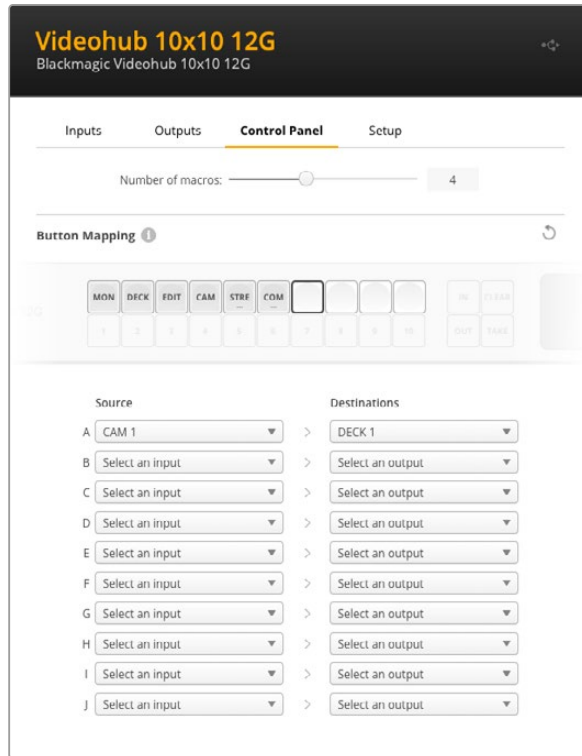 Videohub 10x10 12G
Blackmagic Videohub 10x10 12G
Inputs Outputs Control Panel Setup
Number of macros: 4
Button Mapping
MON DECK EDIT CAM STRE... COM...
1 2 3 4 5 6 7 8 9 10
IN CLEAR
OUT TAKE
Source Destinations
A CAM 1 > DECK 1
B Select an input > Select an output
C Select an input > Select an output
D Select an input > Select an output
E Select an input > Select an output
F Select an input > Select an output
G Select an input > Select an output
H Select an input > Select an output
I Select an input > Select an output
J Select an input > Select an output